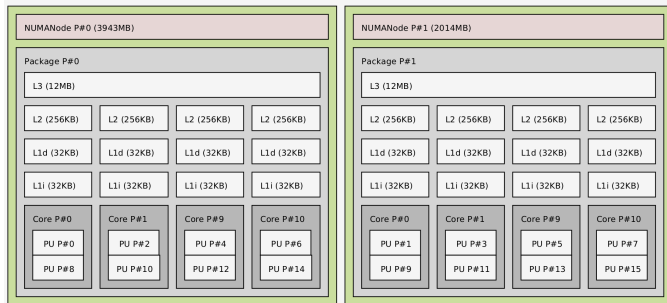 NUMANode P#0 (3943MB)
Package P#0
L3 (12MB)
L2 (256KB) L2 (256KB) L2 (256KB) L2 (256KB)
L1d (32KB) L1d (32KB) L1d (32KB) L1d (32KB)
L1i (32KB) L1i (32KB) L1i (32KB) L1i (32KB)
Core P#0 Core P#1 Core P#9 Core P#10
PU P#0 PU P#2 PU P#4 PU P#6
PU P#8 PU P#10 PU P#12 PU P#14
NUMANode P#1 (2014MB)
Package P#1
L3 (12MB)
L2 (256KB) L2 (256KB) L2 (256KB) L2 (256KB)
L1d (32KB) L1d (32KB) L1d (32KB) L1d (32KB)
L1i (32KB) L1i (32KB) L1i (32KB) L1i (32KB)
Core P#0 Core P#1 Core P#9 Core P#10
PU P#1 PU P#3 PU P#5 PU P#7
PU P#9 PU P#11 PU P#13 PU P#15